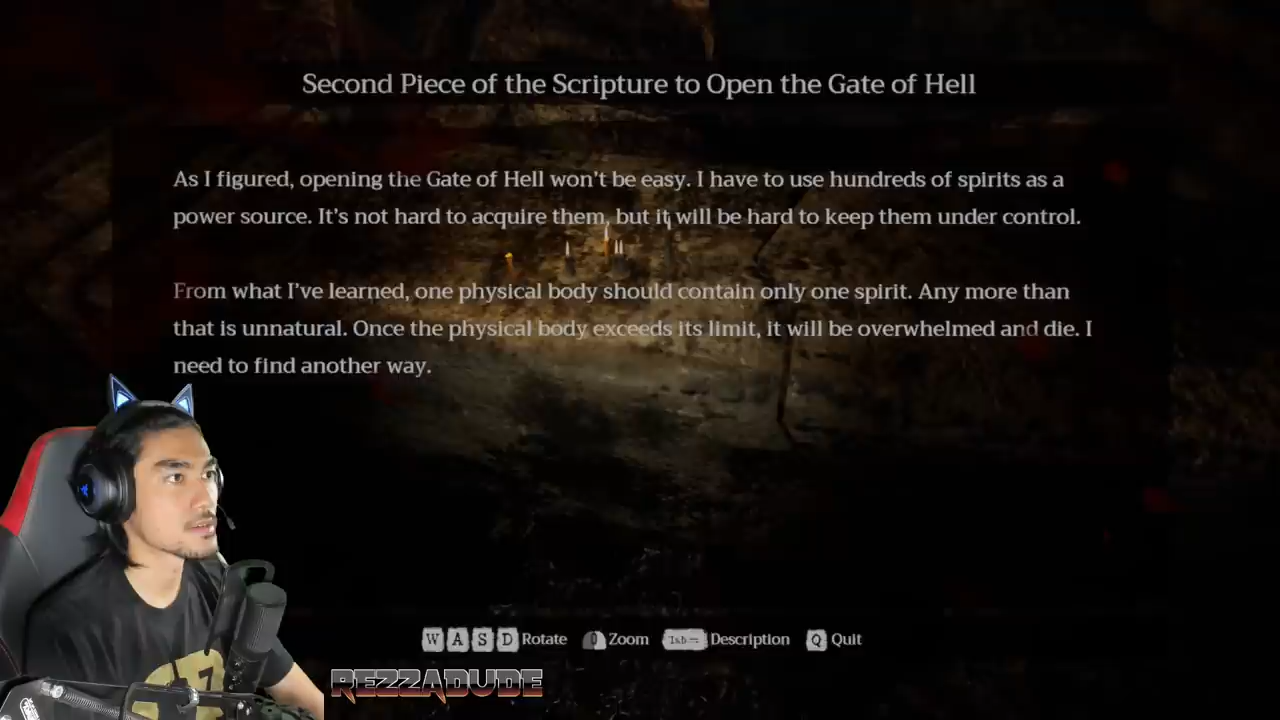 Second Piece of the Scripture to Open the Gate of Hell
As I figured, opening the Gate of Hell won't be easy. I have to use hundreds of spirits as a
power source. It's not hard to acquire them, but it will be hard to keep them under control.
From what I've learned, one physical body should contain only one spirit. Any more than
that is unnatural. Once the physical body exceeds its limit, it will be overwhelmed and die. I
need to find another way.
W A S D Rotate Zoom Tab Description Q Quit
REZZADUDE